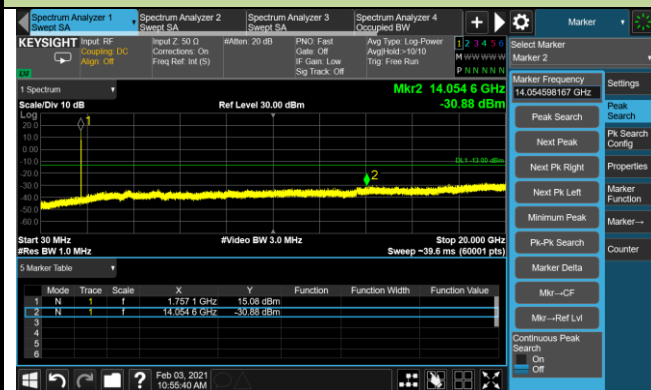 Spectrum Analyzer 1
Swept SA
Spectrum Analyzer 2
Swept SA
Spectrum Analyzer 3
Swept SA
Spectrum Analyzer 4
Occupied BW
+
Marker
KEYSIGHT
Input: RF
Coupling: DC
Align: Off
Input Z: 50 Ω
Corrections: On
Freq Ref: Int (S)
#Atten: 20 dB
PNO: Fast
Gate: Off
IF Gain: Low
Sig Track: Off
Avg Type: Log-Power
Avg|Hold:>10/10
Trig: Free Run
1 2 3 4 5 6
M W W W W W
P N N N N N
Select Marker
Marker 2
1 Spectrum
Scale/Div 10 dB
Log
Ref Level 30.00 dBm
Mkr2 14.054 6 GHz
-30.88 dBm
20.0
10.0
0.00
-10.0
-20.0
-30.0
-40.0
-50.0
-60.0
1
2
DL1 -13.00 dBm
Start 30 MHz
#Res BW 1.0 MHz
#Video BW 3.0 MHz
Stop 20.000 GHz
Sweep ~39.6 ms (60001 pts)
5 Marker Table
Mode Trace Scale X Y Function Function Width Function Value
1 N 1 f 1.757 1 GHz 15.08 dBm
2 N 1 f 14.054 6 GHz -30.88 dBm
3
4
5
6
Marker Frequency
14.054598167 GHz
Peak Search
Next Peak
Next Pk Right
Next Pk Left
Minimum Peak
Pk-Pk Search
Marker Delta
Mkr→CF
Mkr→Ref Lvl
Continuous Peak
Search
On
Off
Settings
Peak
Search
Pk Search
Config
Properties
Marker
Function
Marker→
Counter
?
Feb 03, 2021
10:55:40 AM